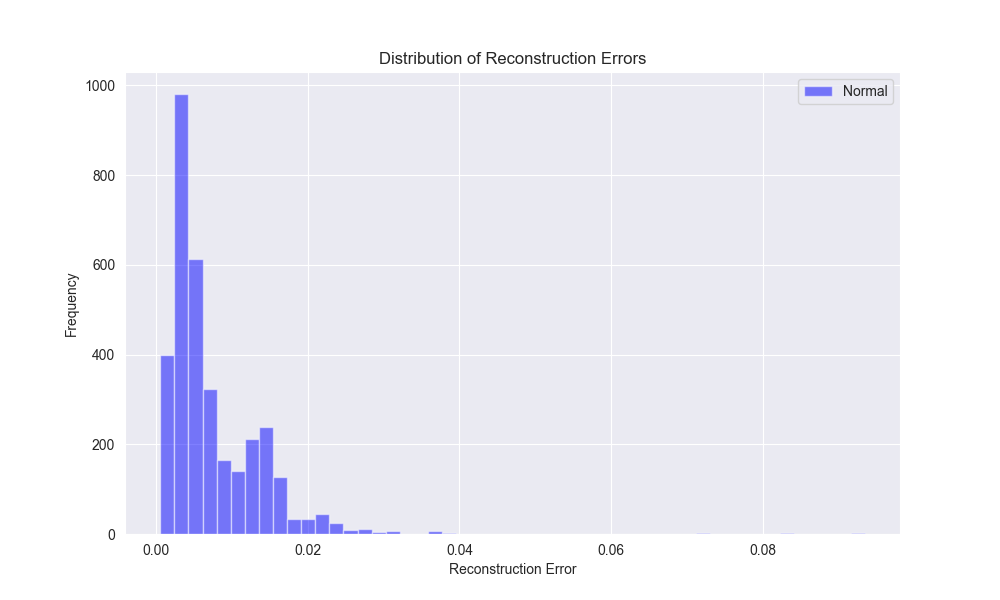 Distribution of Reconstruction Errors
Normal
1000
800
600
400
200
0
Frequency
0.00 0.02 0.04 0.06 0.08
Reconstruction Error